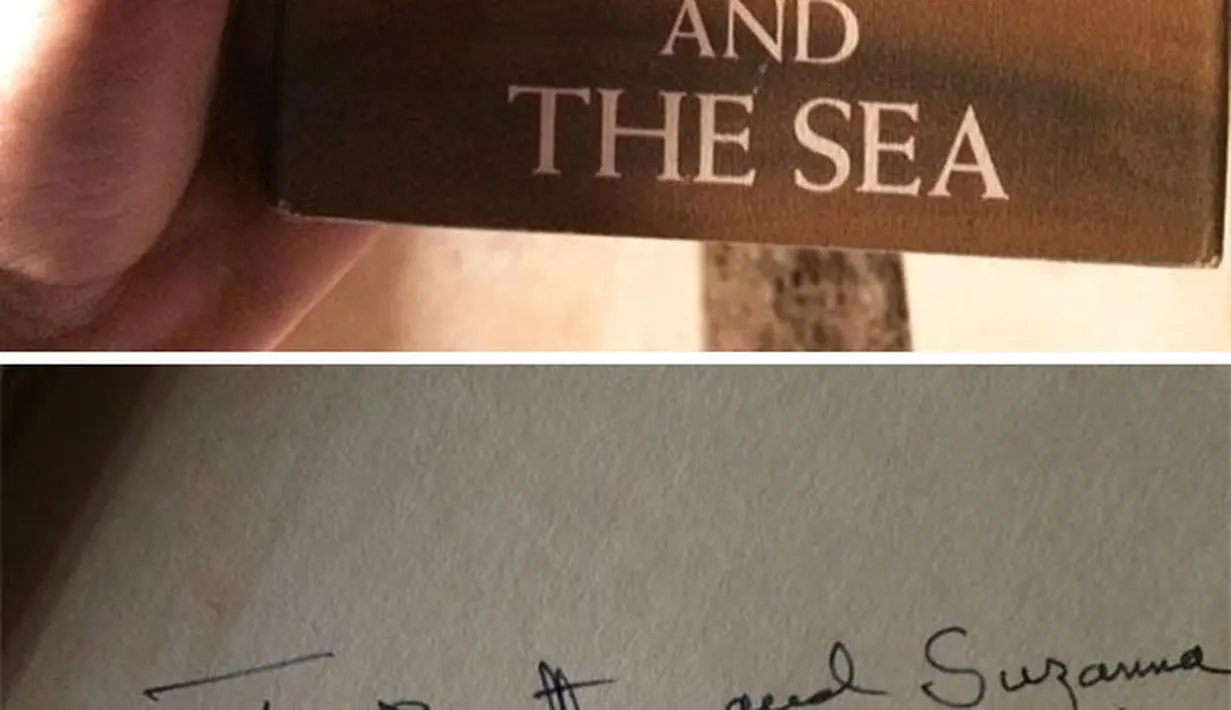 AND
THE SEA
and Suzanna